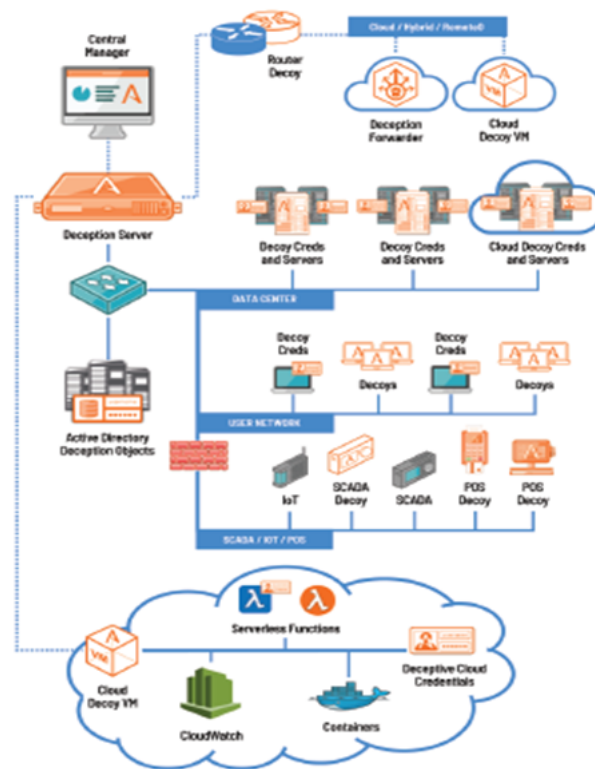 Central
Manager
Router
Decoy
Cloud / Hybrid / Remote
Deception
Forwarder
VM
Cloud
Decoy VM
Deception Server
Decoy Creds
and Servers
Decoy Creds
and Servers
Cloud Decoy Creds
and Servers
DATA CENTER
Decoy
Creds
Decoys
Decoy
Creds
Decoys
USER NETWORK
Active Directory
Deception Objects
IoT
SCADA
Decoy
SCADA
POS
Decoy
POS
Decoy
SCADA / IOT / POS
λ
λ
Serverless Functions
VM
Cloud
Decoy VM
Deceptive Cloud
Credentials
CloudWatch
Containers